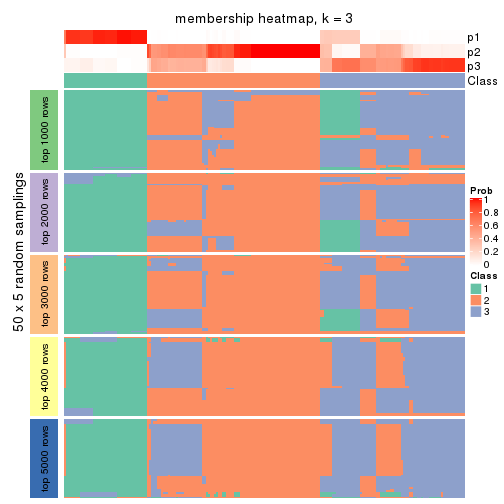 membership heatmap, k = 3
p1
p2
p3
Class
50 x 5 random samplings
top 1000 rows
top 2000 rows
top 3000 rows
top 4000 rows
top 5000 rows
Prob
1
0.8
0.6
0.4
0.2
0
Class
1
2
3